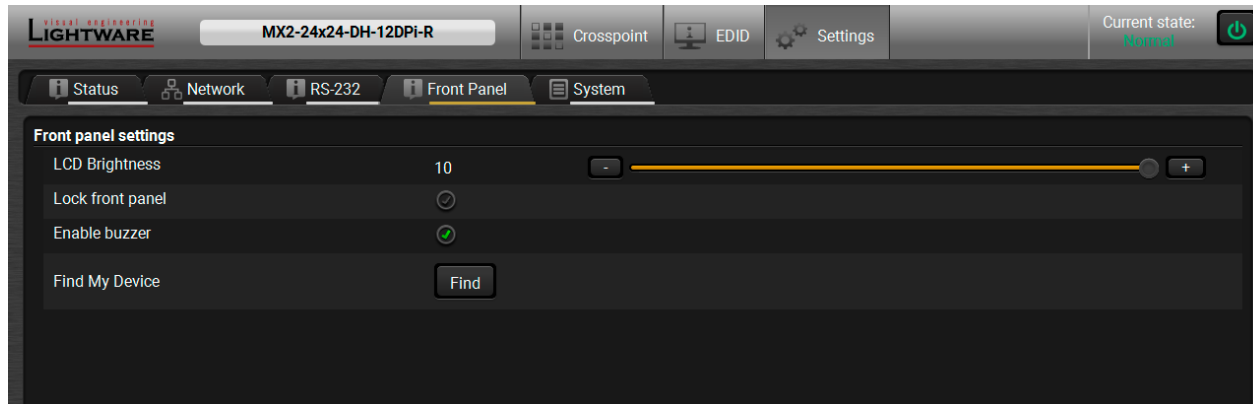 visual engineering
LIGHTWARE
MX2-24x24-DH-12DPi-R
Crosspoint
EDID
Settings
Current state:
Normal
Status
Network
RS-232
Front Panel
System
Front panel settings
LCD Brightness
10
-
+
Lock front panel
Enable buzzer
Find My Device
Find